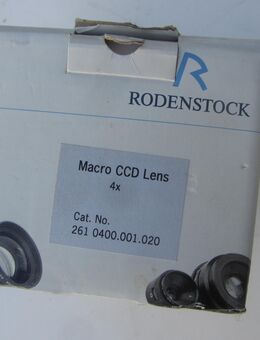 R
RODENSTOCK
Macro CCD Lens
4x
Cat. No.
261 0400.001.020